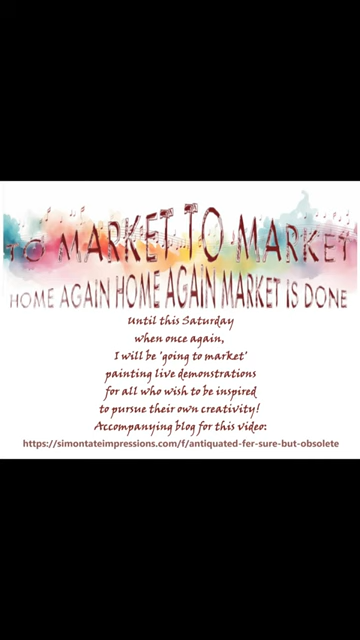 TO MARKET TO MARKET
HOME AGAIN HOME AGAIN MARKET IS DONE
Until this Saturday
when once again,
I will be 'going to market'
painting live demonstrations
for all who wish to be inspired
to pursue their own creativity!
Accompanying blog for this video:
https://simontateimpressions.com/f/antiquated-fer-sure-but-obsolete